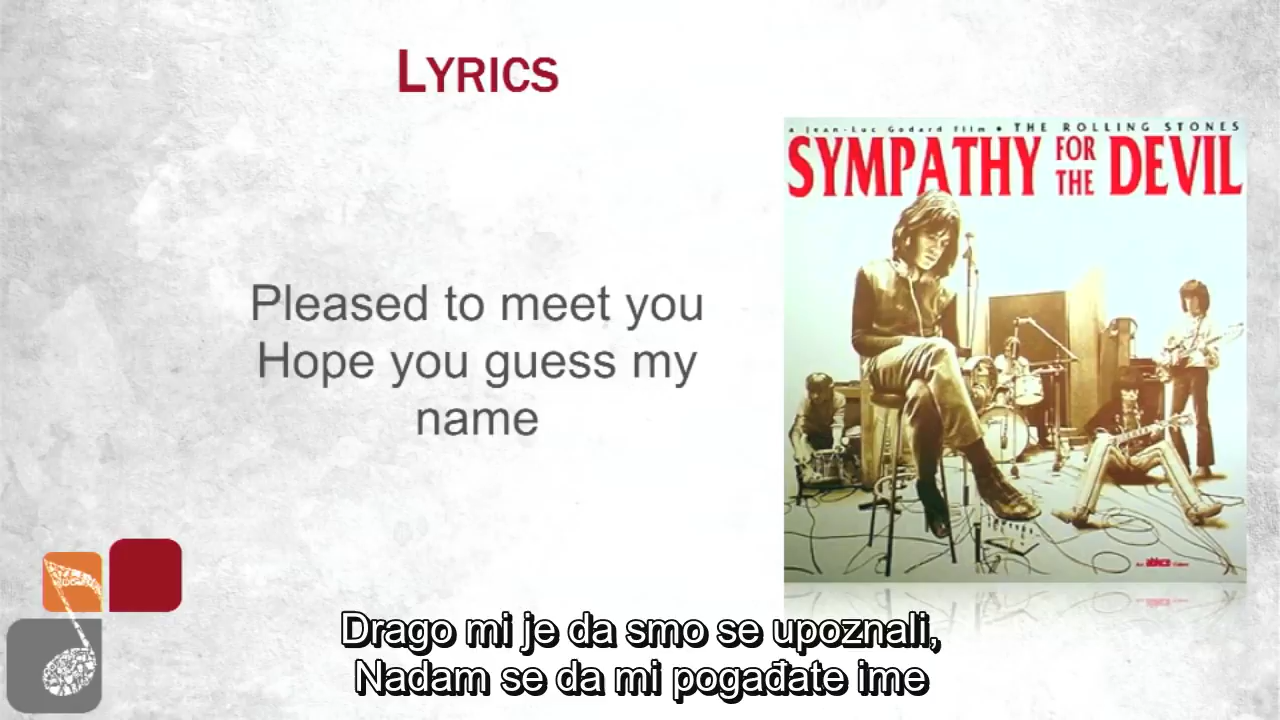 LYRICS
a Jean-Luc Godard film • THE ROLLING STONES
SYMPATHY FOR THE DEVIL
Pleased to meet you
Hope you guess my
name
abkco
Drago mi je da smo se upoznali,
Nadam se da mi pogađate ime